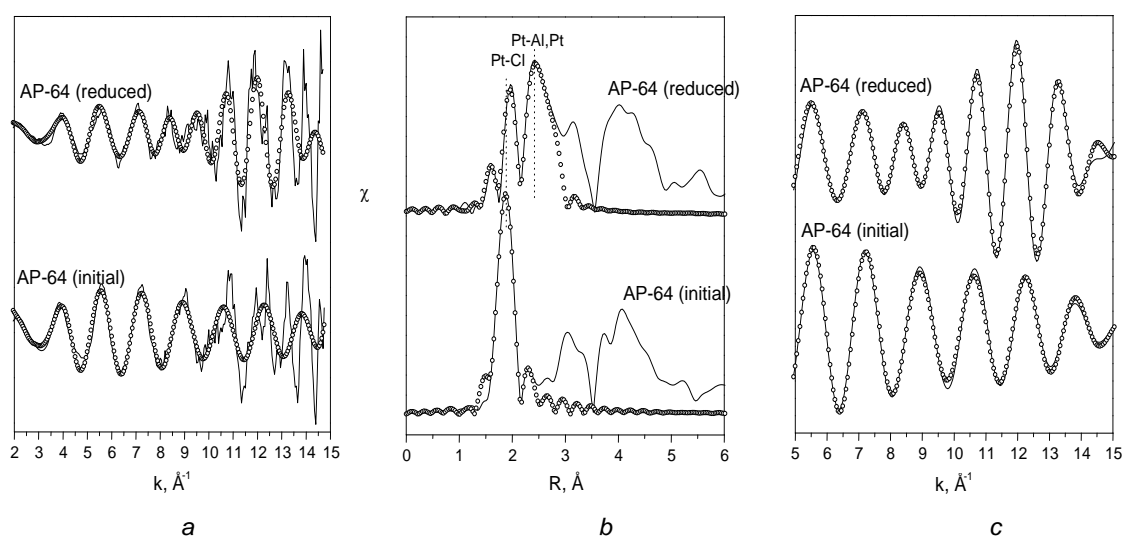 AP-64 (reduced)
AP-64 (initial)
2 3 4 5 6 7 8 9 10 11 12 13 14 15
k, Å-1
a
χ
Pt-Al,Pt
Pt-Cl
AP-64 (reduced)
AP-64 (initial)
0 1 2 3 4 5 6
R, Å
b
AP-64 (reduced)
AP-64 (initial)
5 6 7 8 9 10 11 12 13 14 15
k, Å-1
c